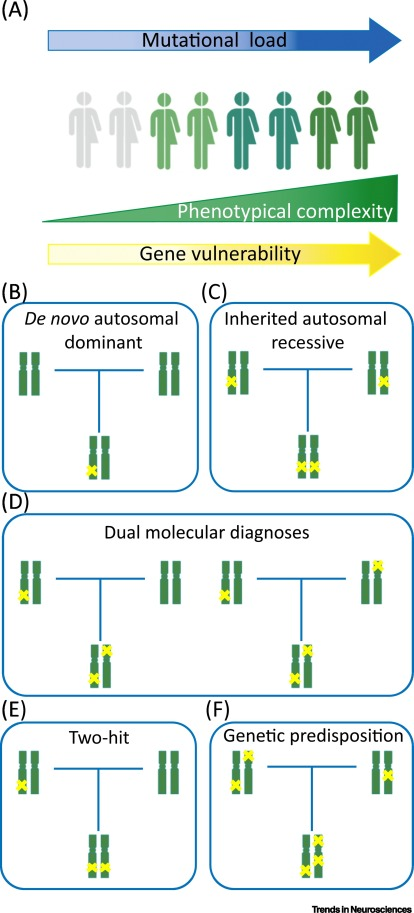 (A)
Mutational load
Phenotypical complexity
Gene vulnerability
(B)
De novo autosomal
dominant
(C)
Inherited autosomal
recessive
(D)
Dual molecular diagnoses
(E)
Two-hit
(F)
Genetic predisposition
Trends in Neurosciences